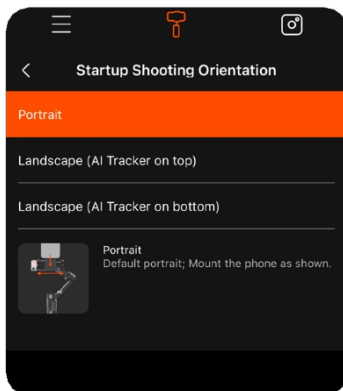 Startup Shooting Orientation
Portrait
Landscape (AI Tracker on top)
Landscape (AI Tracker on bottom)
Portrait
Default portrait; Mount the phone as shown.